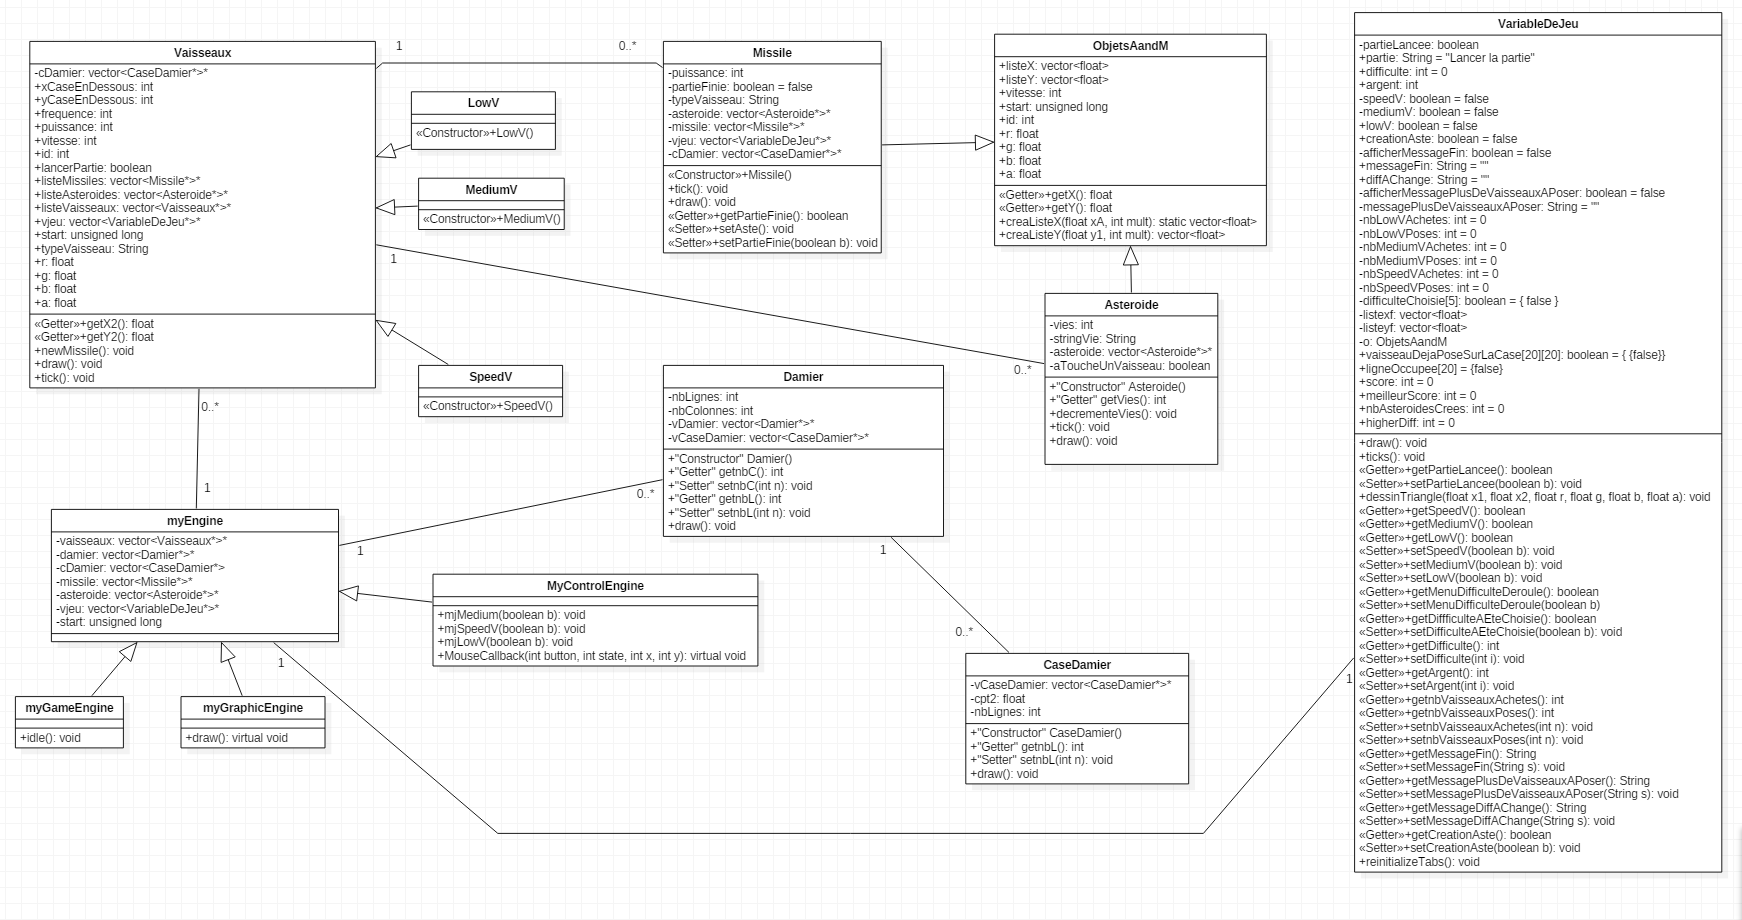 Vaisseaux
-cDamier: vector<CaseDamier*>*
+xCaseEnDessous: int
+yCaseEnDessous: int
+frequence: int
+puissance: int
+vitesse: int
+id: int
+lancerPartie: boolean
+listeMissiles: vector<Missile*>*
+listeAsteroides: vector<Asteroide*>*
+listeVaisseaux: vector<Vaisseaux*>*
+vjeu: vector<VariableDeJeu*>*
+start: unsigned long
+typeVaisseau: String
+r: float
+g: float
+b: float
+a: float
«Getter»+getX2(): float
«Getter»+getY2(): float
+newMissile(): void
+draw(): void
+tick(): void
1
0..*
LowV
«Constructor»+LowV()
MediumV
«Constructor»+MediumV()
1
0..*
SpeedV
«Constructor»+SpeedV()
Missile
-puissance: int
-partieFinie: boolean = false
-typeVaisseau: String
-asteroide: vector<Asteroide*>*
-missile: vector<Missile*>*
-vjeu: vector<VariableDeJeu*>*
-cDamier: vector<CaseDamier*>*
«Constructor»+Missile()
+tick(): void
+draw(): void
«Getter»+getPartieFinie(): boolean
«Setter»+setAste(): void
«Setter»+setPartieFinie(boolean b): void
ObjetsAandM
+listeX: vector<float>
+listeY: vector<float>
+vitesse: int
+start: unsigned long
+id: int
+r: float
+g: float
+b: float
+a: float
«Getter»+getX(): float
«Getter»+getY(): float
+creaListeX(float xA, int mult): static vector<float>
+creaListeY(float y1, int mult): vector<float>
Asteroide
-vies: int
-stringVie: String
-asteroide: vector<Asteroide*>*
-aToucheUnVaisseau: boolean
+"Constructor" Asteroide()
+"Getter" getVies(): int
+decrementeVies(): void
+tick(): void
+draw(): void
Damier
-nbLignes: int
-nbColonnes: int
-vDamier: vector<Damier*>*
-vCaseDamier: vector<CaseDamier*>*
+"Constructor" Damier()
+"Getter" getnbC(): int
+"Setter" setnbC(int n): void
+"Getter" getnbL(): int
+"Setter" setnbL(int n): void
+draw(): void
0..*
1
0..*
1
myEngine
-vaisseaux: vector<Vaisseaux*>*
-damier: vector<Damier*>*
-cDamier: vector<CaseDamier*>
-missile: vector<Missile*>*
-asteroide: vector<Asteroide*>*
-vjeu: vector<VariableDeJeu*>*
-start: unsigned long
MyControlEngine
+mjMedium(boolean b): void
+mjSpeedV(boolean b): void
+mjLowV(boolean b): void
+MouseCallback(int button, int state, int x, int y): virtual void
1
0..*
CaseDamier
-vCaseDamier: vector<CaseDamier*>*
-cpt2: float
-nbLignes: int
+"Constructor" CaseDamier()
+"Getter" getnbL(): int
+"Setter" setnbL(int n): void
+draw(): void
myGameEngine
+idle(): void
myGraphicEngine
+draw(): virtual void
1
1
VariableDeJeu
-partieLancee: boolean
+partie: String = "Lancer la partie"
+difficulte: int = 0
+argent: int
-speedV: boolean = false
-mediumV: boolean = false
+lowV: boolean = false
+creationAste: boolean = false
-afficherMessageFin: boolean = false
+messageFin: String = ""
+diffAChange: String = ""
-afficherMessagePlusDeVaisseauxAPoser: boolean = false
-messagePlusDeVaisseauxAPoser: String = ""
-nbLowVAchetes: int = 0
-nbLowVPoses: int = 0
-nbMediumVAchetes: int = 0
-nbMediumVPoses: int = 0
-nbSpeedVAchetes: int = 0
-nbSpeedVPoses: int = 0
-difficulteChoisie[5]: boolean = { false }
-listexf: vector<float>
-listeyf: vector<float>
-o: ObjetsAandM
+vaisseauDejaPoseSurLaCase[20][20]: boolean = { {false}}
+ligneOccupee[20] = {false}
+score: int = 0
+meilleurScore: int = 0
+nbAsteroidesCrees: int = 0
+higherDiff: int = 0
+draw(): void
+ticks(): void
«Getter»+getPartieLancee(): boolean
«Setter»+setPartieLancee(boolean b): void
+dessinTriangle(float x1, float x2, float r, float g, float b, float a): void
«Getter»+getSpeedV(): boolean
«Getter»+getMediumV(): boolean
«Getter»+getLowV(): boolean
«Setter»+setSpeedV(boolean b): void
«Setter»+setMediumV(boolean b): void
«Setter»+setLowV(boolean b): void
«Getter»+getMenuDifficulteDeroule(): boolean
«Setter»+setMenuDifficulteDeroule(boolean b)
«Getter»+getDiffficulteAEteChoisie(): boolean
«Setter»+setDifficulteAEteChoisie(boolean b): void
«Getter»+getDifficulte(): int
«Setter»+setDifficulte(int i): void
«Getter»+getArgent(): int
«Setter»+setArgent(int i): void
«Getter»+getnbVaisseauxAchetes(): int
«Getter»+getnbVaisseauxPoses(): int
«Setter»+setnbVaisseauxAchetes(int n): void
«Setter»+setnbVaisseauxPoses(int n): void
«Getter»+getMessageFin(): String
«Setter»+setMessageFin(String s): void
«Getter»+getMessagePlusDeVaisseauxAPoser(): String
«Setter»+setMessagePlusDeVaisseauxAPoser(String s): void
«Getter»+getMessageDiffAChange(): String
«Setter»+setMessageDiffAChange(String s): void
«Getter»+getCreationAste(): boolean
«Setter»+setCreationAste(boolean b): void
+reinitializeTabs(): void